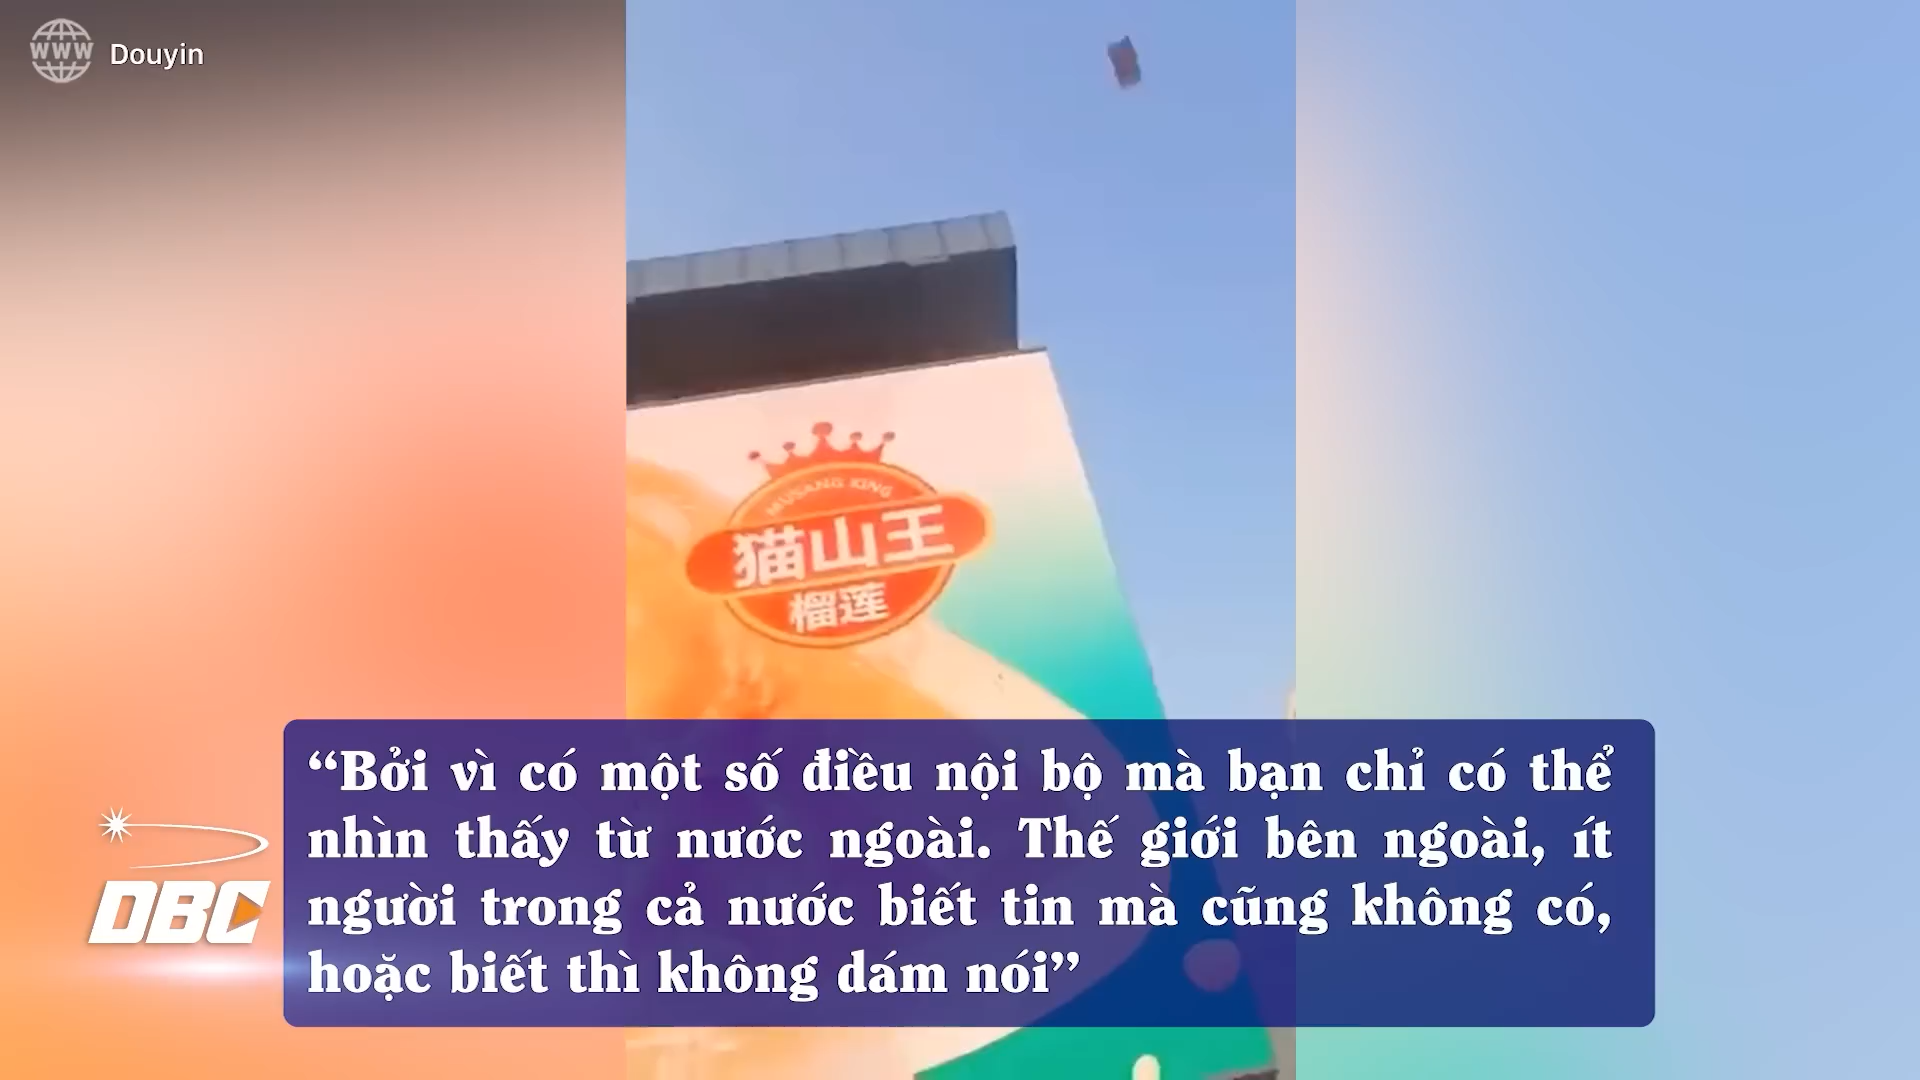 WWW
Douyin
MUSANG KING
猫山王
榴莲
“Bởi vì có một số điều nội bộ mà bạn chỉ có thể
nhìn thấy từ nước ngoài. Thế giới bên ngoài, ít
người trong cả nước biết tin mà cũng không có,
hoặc biết thì không dám nói”
DBC